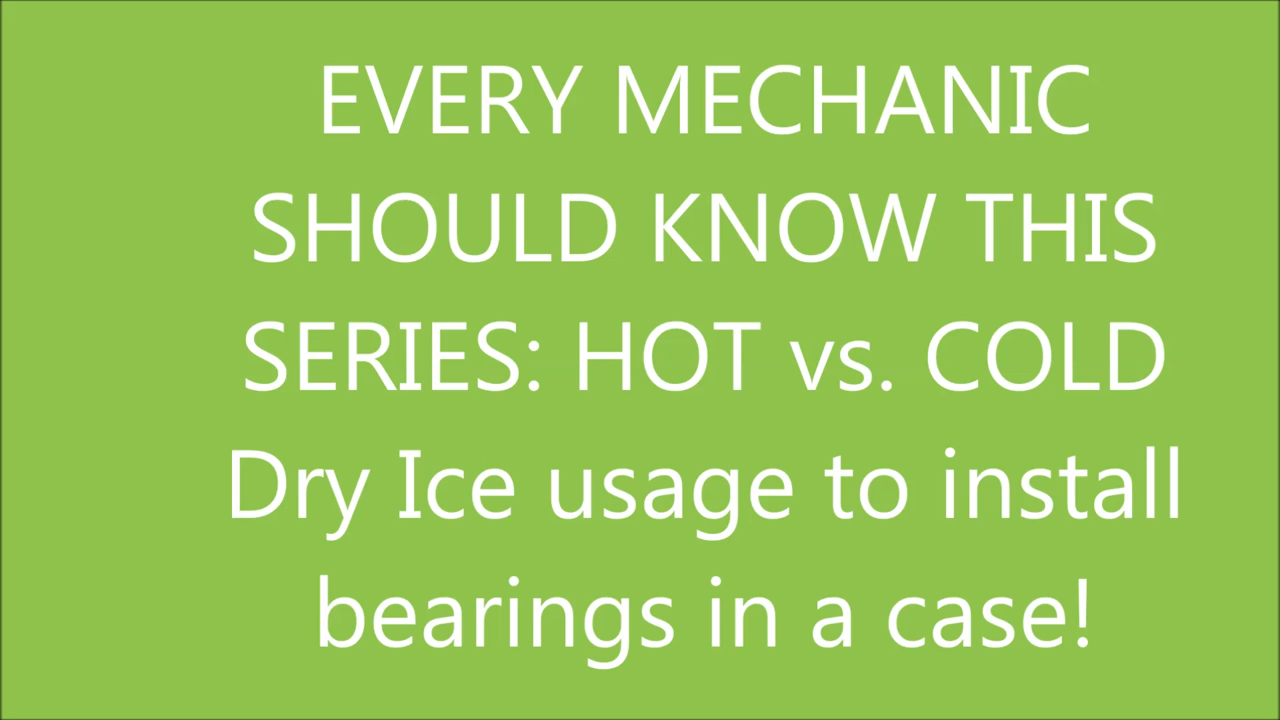 EVERY MECHANIC
SHOULD KNOW THIS
SERIES: HOT vs. COLD
Dry Ice usage to install
bearings in a case!